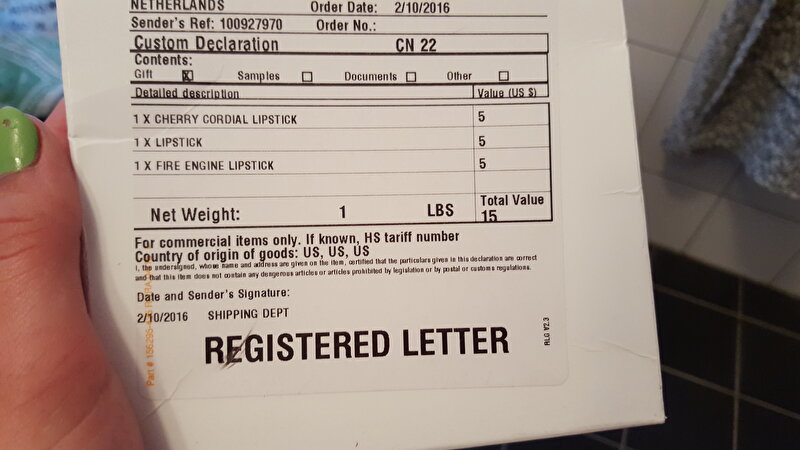 NETHERLANDS Order Date: 2/10/2016
Sender's Ref: 100927970 Order No.:
Custom Declaration CN 22
Contents:
Gift Samples Documents Other
Detailed description Value (US $)
1 X CHERRY CORDIAL LIPSTICK 5
1 X LIPSTICK 5
1 X FIRE ENGINE LIPSTICK 5
Net Weight: 1 LBS Total Value
15
For commercial items only. If known, HS tariff number
Country of origin of goods: US, US, US
I, the undersigned, whose name and address are given on the item, certified that the particulars given in this declaration are correct
and that this item does not contain any dangerous articles or articles prohibited by legislation or by postal or customs regulations.
Date and Sender's Signature:
2/10/2016 SHIPPING DEPT
REGISTERED LETTER
RLG V2.3
Part #